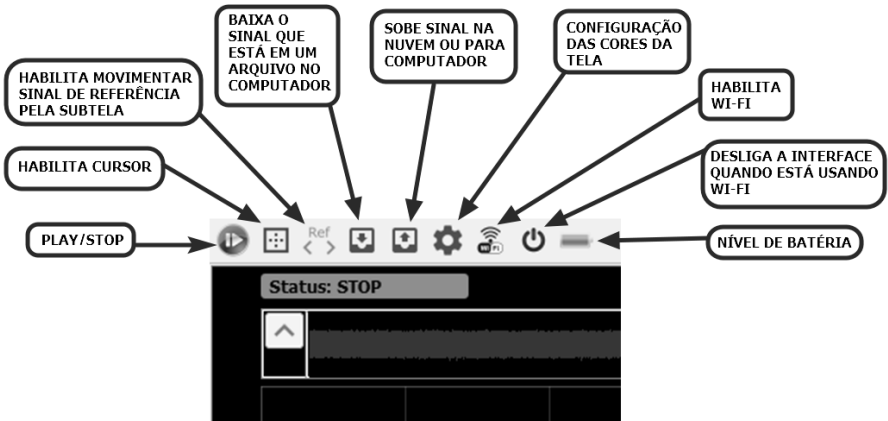 BAIXA O
SINAL QUE
ESTÁ EM UM
ARQUIVO NO
COMPUTADOR
SOBE SINAL NA
NUVEM OU PARA
COMPUTADOR
CONFIGURAÇÃO
DAS CORES DA
TELA
HABILITA MOVIMENTAR
SINAL DE REFERÊNCIA
PELA SUBTELA
HABILITA
WI-FI
HABILITA CURSOR
DESLIGA A INTERFACE
QUANDO ESTÁ USANDO
WI-FI
PLAY/STOP
NÍVEL DE BATÉRIA
Ref
< >
Wi Fi
Status: STOP